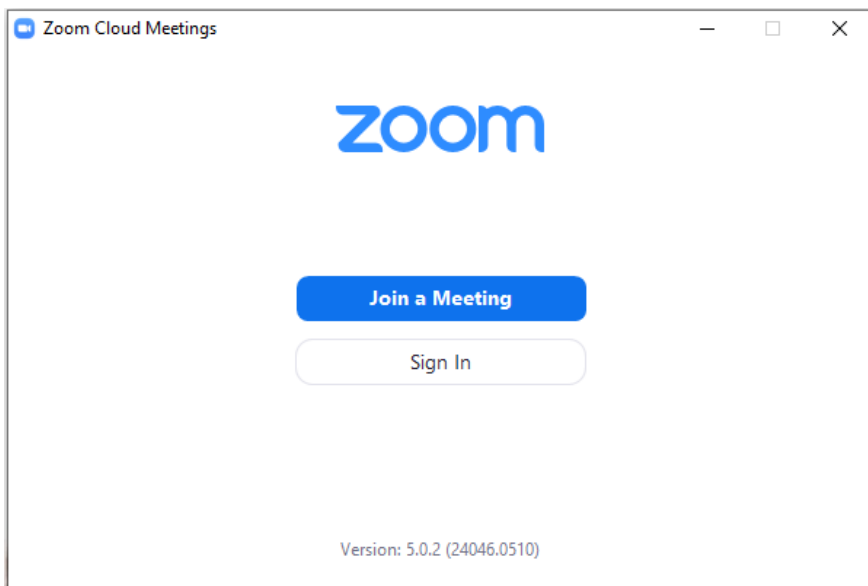 Zoom Cloud Meetings
zoom
Join a Meeting
Sign In
Version: 5.0.2 (24046.0510)